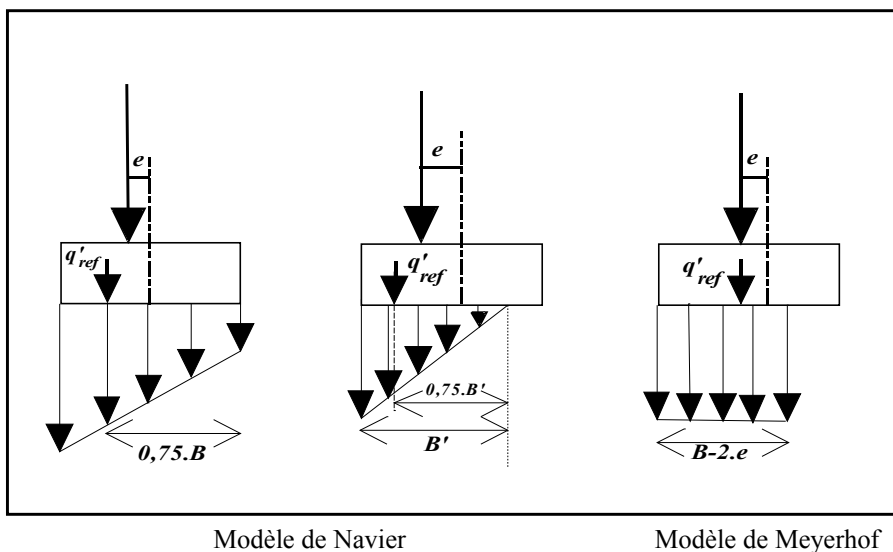 e
e
e
q'ref
q'ref
q'ref
0,75.B
0,75.B'
B'
B-2.e
Modèle de Navier
Modèle de Meyerhof